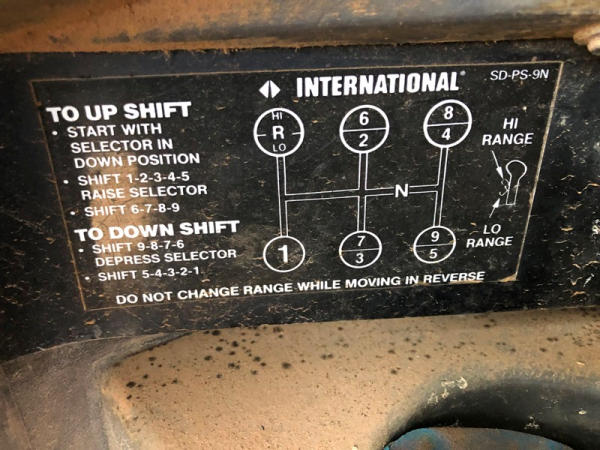 INTERNATIONAL®
SD-PS-9N
TO UP SHIFT
• START WITH
SELECTOR IN
DOWN POSITION
• SHIFT 1-2-3-4-5
RAISE SELECTOR
• SHIFT 6-7-8-9
TO DOWN SHIFT
• SHIFT 9-8-7-6
DEPRESS SELECTOR
• SHIFT 5-4-3-2-1
HI
R
LO
6
2
8
4
N
1
7
3
9
5
HI
RANGE
LO
RANGE
DO NOT CHANGE RANGE WHILE MOVING IN REVERSE